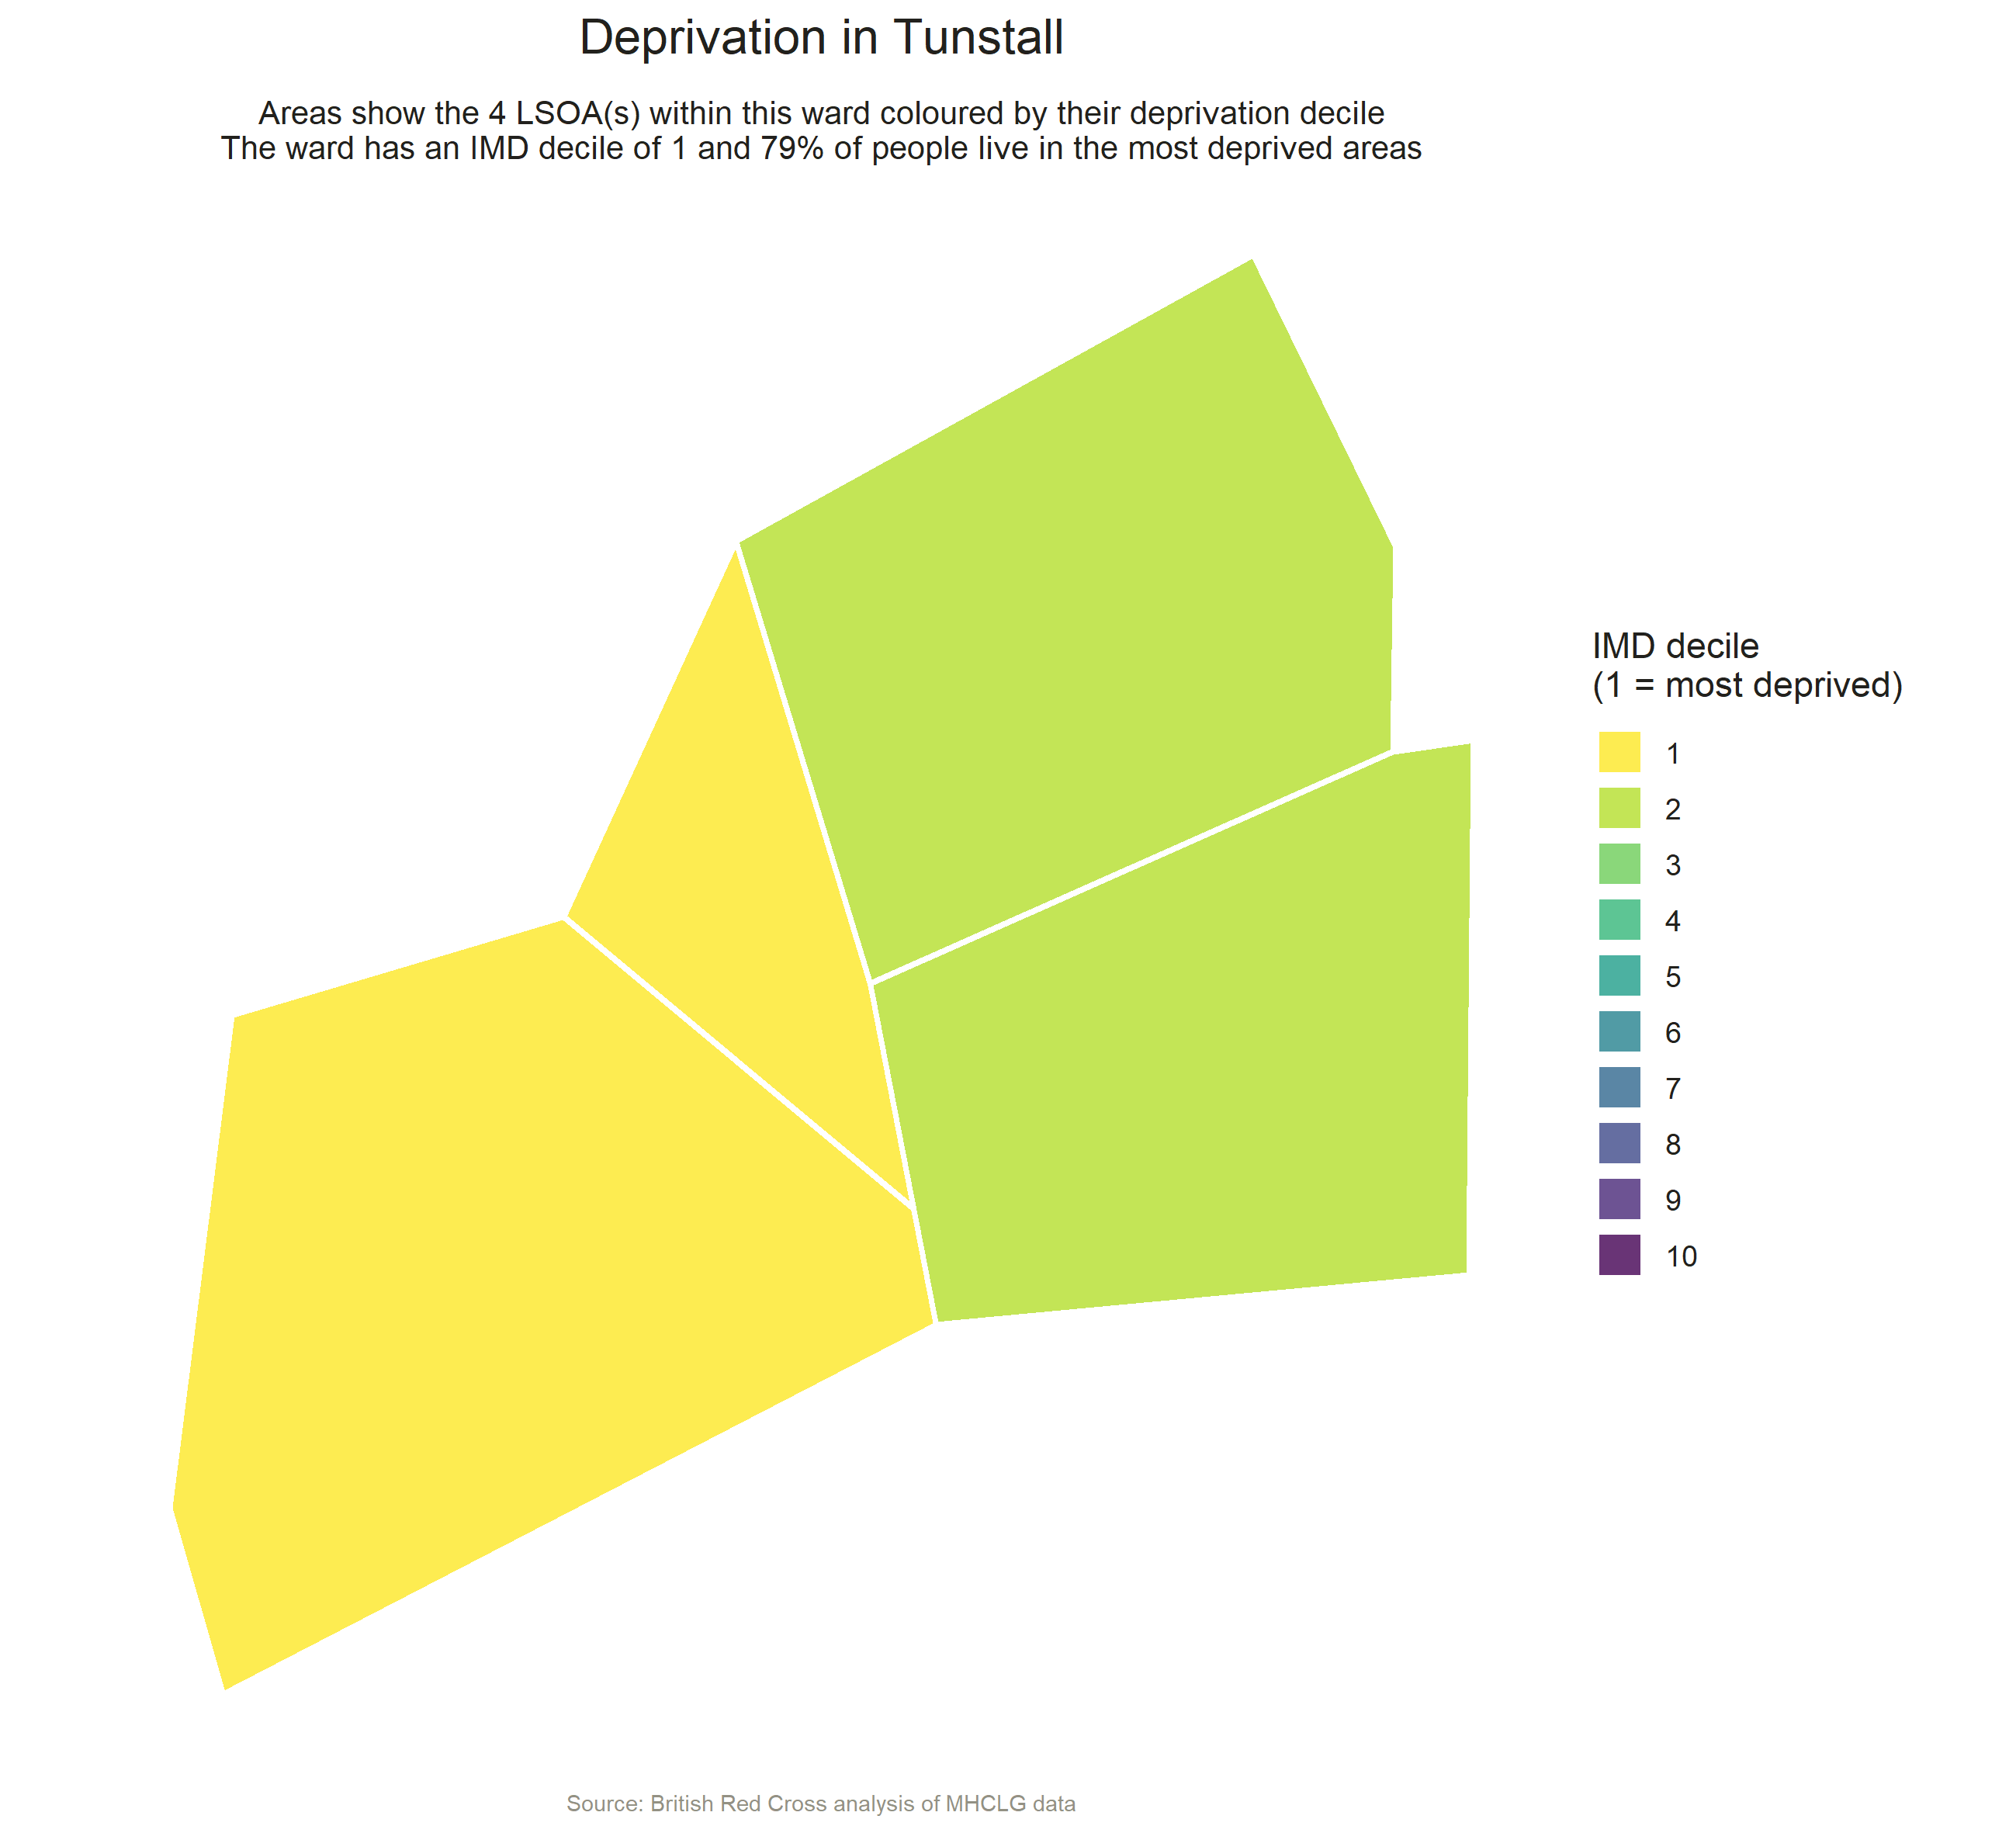 Deprivation in Tunstall
Areas show the 4 LSOA(s) within this ward coloured by their deprivation decile
The ward has an IMD decile of 1 and 79% of people live in the most deprived areas
IMD decile
(1 = most deprived)
1
2
3
4
5
6
7
8
9
10
Source: British Red Cross analysis of MHCLG data